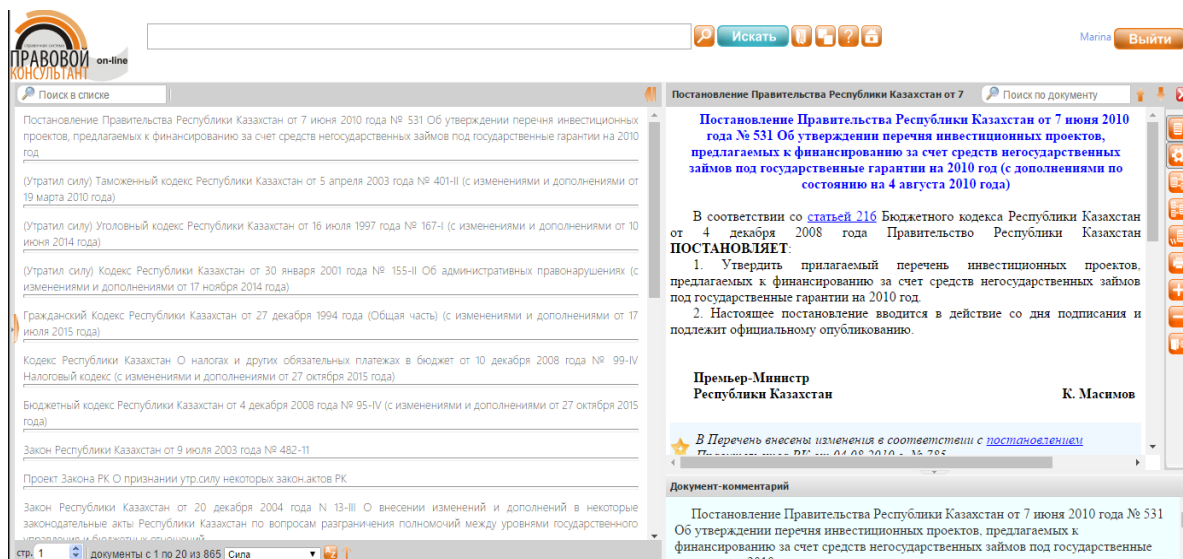 справочная система
ПРАВОВОЙ
КОНСУЛЬТАНТ
on-line
Искать
?
Marina
Выйти
Поиск в списке
Постановление Правительства Республики Казахстан от 7 июня 2010 года № 531 Об утверждении перечня инвестиционных
проектов, предлагаемых к финансированию за счет средств негосударственных займов под государственные гарантии на 2010
год
(Утратил силу) Таможенный кодекс Республики Казахстан от 5 апреля 2003 года № 401-II (с изменениями и дополнениями от
19 марта 2010 года)
(Утратил силу) Уголовный кодекс Республики Казахстан от 16 июля 1997 года № 167-I (с изменениями и дополнениями от 10
июня 2014 года)
(Утратил силу) Кодекс Республики Казахстан от 30 января 2001 года № 155-II Об административных правонарушениях (с
изменениями и дополнениями от 17 ноября 2014 года)
Гражданский Кодекс Республики Казахстан от 27 декабря 1994 года (Общая часть) (с изменениями и дополнениями от 17
июля 2015 года)
Кодекс Республики Казахстан О налогах и других обязательных платежах в бюджет от 10 декабря 2008 года № 99-IV
Налоговый кодекс (с изменениями и дополнениями от 27 октября 2015 года)
Бюджетный кодекс Республики Казахстан от 4 декабря 2008 года № 95-IV (с изменениями и дополнениями от 27 октября 2015
года)
Закон Республики Казахстан от 9 июля 2003 года № 482-11
Проект Закона РК О признании утр.силу некоторых закон.актов РК
Закон Республики Казахстан от 20 декабря 2004 года N 13-III О внесении изменений и дополнений в некоторые
законодательные акты Республики Казахстан по вопросам разграничения полномочий между уровнями государственного
управления и бюджетных отношений
стр. 1 документы с 1 по 20 из 865 Сила
Постановление Правительства Республики Казахстан от 7
Поиск по документу
Постановление Правительства Республики Казахстан от 7 июня 2010
года № 531 Об утверждении перечня инвестиционных проектов,
предлагаемых к финансированию за счет средств негосударственных
займов под государственные гарантии на 2010 год (с дополнениями по
состоянию на 4 августа 2010 года)
В соответствии со статьей 216 Бюджетного кодекса Республики Казахстан
от 4 декабря 2008 года Правительство Республики Казахстан
ПОСТАНОВЛЯЕТ:
1. Утвердить прилагаемый перечень инвестиционных проектов,
предлагаемых к финансированию за счет средств негосударственных займов
под государственные гарантии на 2010 год.
2. Настоящее постановление вводится в действие со дня подписания и
подлежит официальному опубликованию.
Премьер-Министр
Республики Казахстан К. Масимов
В Перечень внесены изменения в соответствии с постановлением
Правительства РК от 04.08.2010 г. № 785
Документ-комментарий
Постановление Правительства Республики Казахстан от 7 июня 2010 года № 531
Об утверждении перечня инвестиционных проектов, предлагаемых к
финансированию за счет средств негосударственных займов под государственные